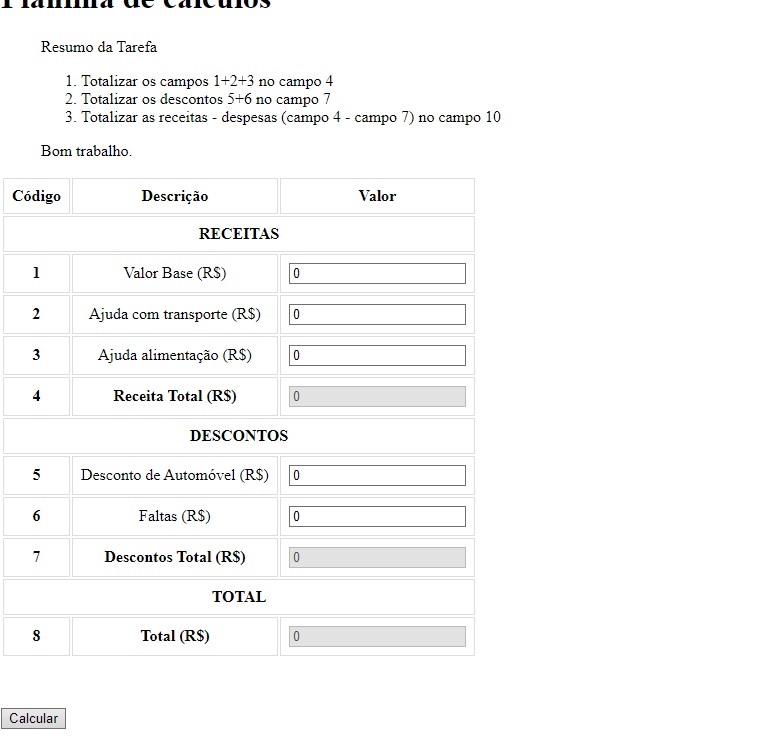 Planilha de cálculos
Resumo da Tarefa
1. Totalizar os campos 1+2+3 no campo 4
2. Totalizar os descontos 5+6 no campo 7
3. Totalizar as receitas - despesas (campo 4 - campo 7) no campo 10
Bom trabalho.
Código Descrição Valor
RECEITAS
1 Valor Base (R$) 0
2 Ajuda com transporte (R$) 0
3 Ajuda alimentação (R$) 0
4 Receita Total (R$) 0
DESCONTOS
5 Desconto de Automóvel (R$) 0
6 Faltas (R$) 0
7 Descontos Total (R$) 0
TOTAL
8 Total (R$) 0
Calcular